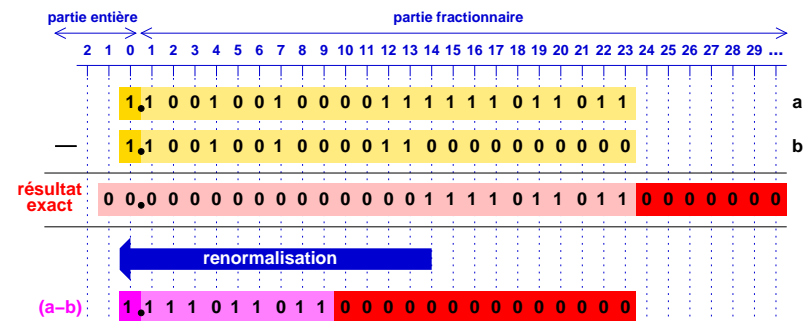 partie entière partie fractionnaire
2 1 0 1 2 3 4 5 6 7 8 9 10 11 12 13 14 15 16 17 18 19 20 21 22 23 24 25 26 27 28 29 ...
1.1 0 0 1 0 0 1 0 0 0 0 1 1 1 1 1 1 0 1 1 0 1 1 a
— 1.1 0 0 1 0 0 1 0 0 0 0 1 1 0 0 0 0 0 0 0 0 0 0 b
résultat
exact 0 0.0 0 0 0 0 0 0 0 0 0 0 0 0 1 1 1 1 0 1 1 0 1 1 0 0 0 0 0 0 0
renormalisation
(a–b) 1.1 1 1 0 1 1 0 1 1 0 0 0 0 0 0 0 0 0 0 0 0 0 0